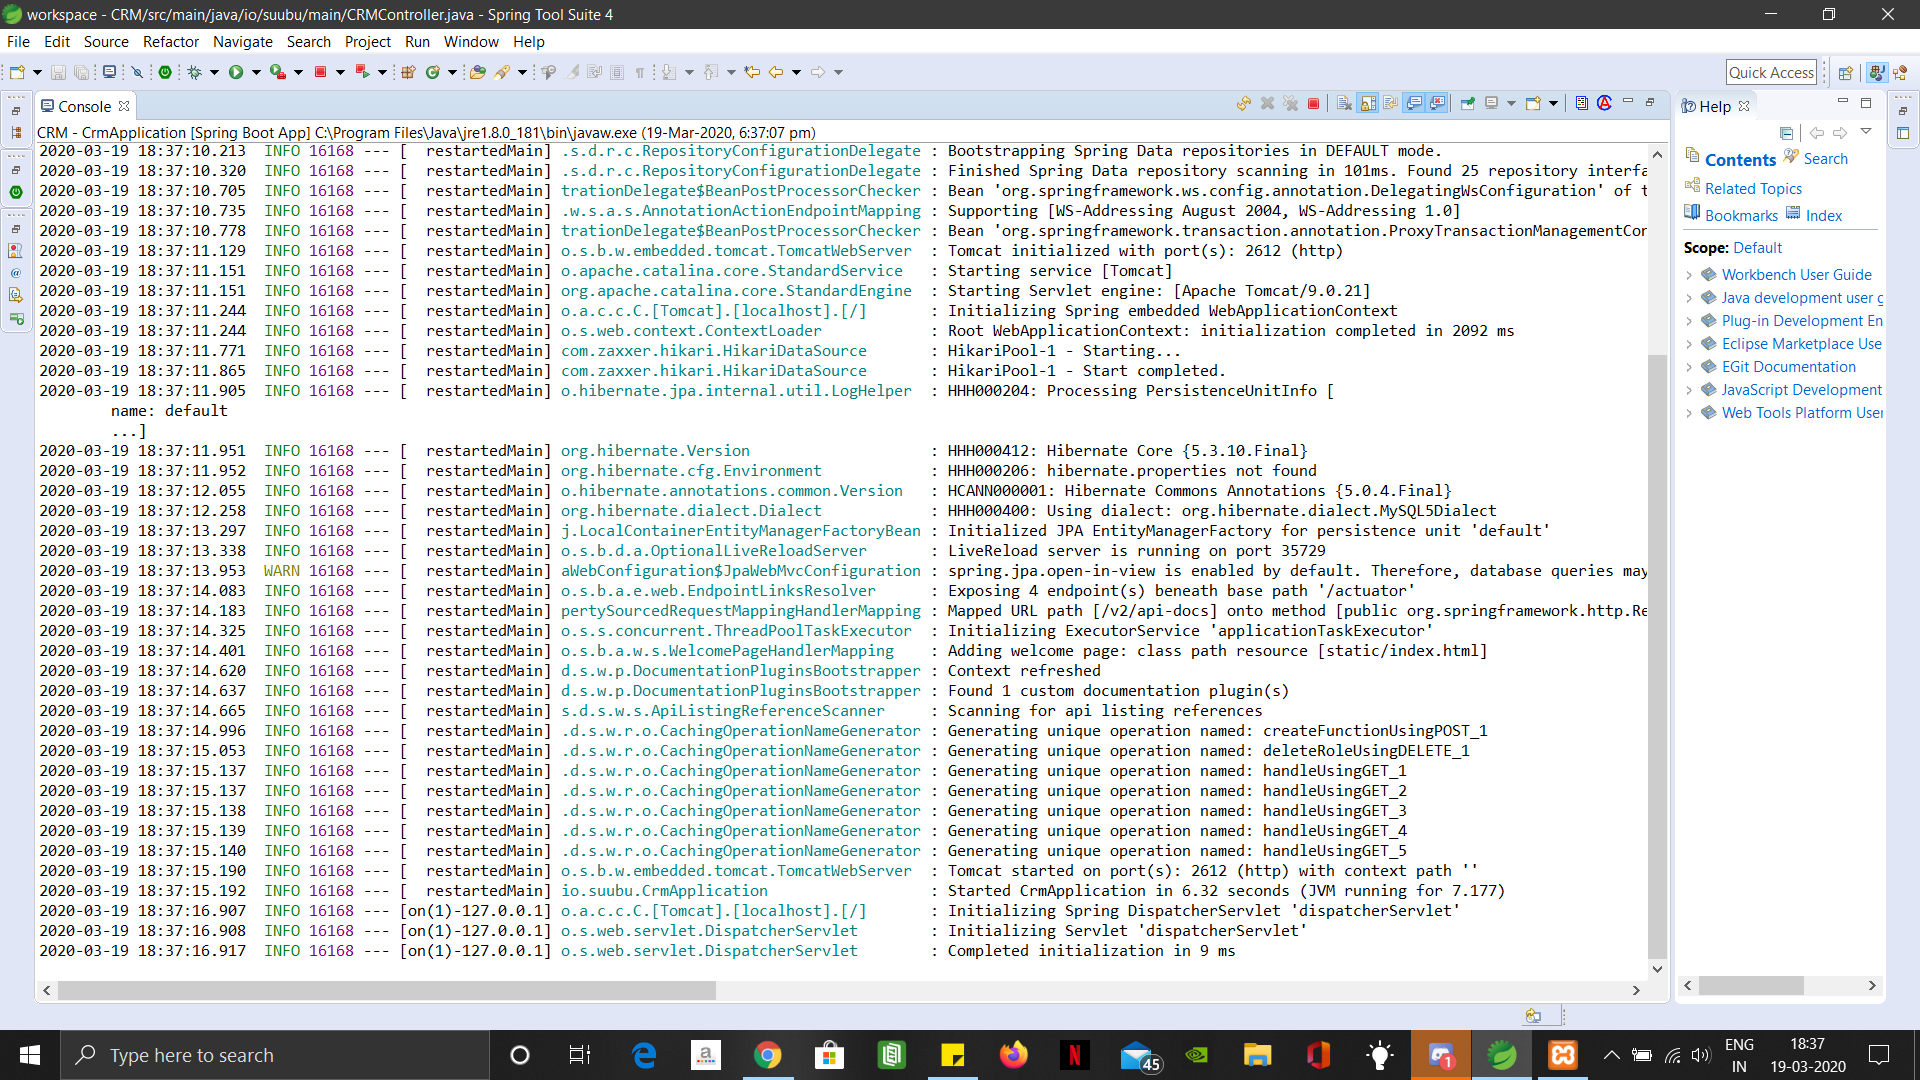 workspace - CRM/src/main/java/io/suubu/main/CRMController.java - Spring Tool Suite 4
File Edit Source Refactor Navigate Search Project Run Window Help
Quick Access
Console
CRM - CrmApplication [Spring Boot App] C:\Program Files\Java\jre1.8.0_181\bin\javaw.exe (19-Mar-2020, 6:37:07 pm)
2020-03-19 18:37:10.213 INFO 16168 --- [ restartedMain] .s.d.r.c.RepositoryConfigurationDelegate : Bootstrapping Spring Data repositories in DEFAULT mode.
2020-03-19 18:37:10.320 INFO 16168 --- [ restartedMain] .s.d.r.c.RepositoryConfigurationDelegate : Finished Spring Data repository scanning in 101ms. Found 25 repository interfa
2020-03-19 18:37:10.705 INFO 16168 --- [ restartedMain] trationDelegate$BeanPostProcessorChecker : Bean 'org.springframework.ws.config.annotation.DelegatingWsConfiguration' of t
2020-03-19 18:37:10.735 INFO 16168 --- [ restartedMain] .w.s.a.s.AnnotationActionEndpointMapping : Supporting [WS-Addressing August 2004, WS-Addressing 1.0]
2020-03-19 18:37:10.778 INFO 16168 --- [ restartedMain] trationDelegate$BeanPostProcessorChecker : Bean 'org.springframework.transaction.annotation.ProxyTransactionManagementCon
2020-03-19 18:37:11.129 INFO 16168 --- [ restartedMain] o.s.b.w.embedded.tomcat.TomcatWebServer : Tomcat initialized with port(s): 2612 (http)
2020-03-19 18:37:11.151 INFO 16168 --- [ restartedMain] o.apache.catalina.core.StandardService : Starting service [Tomcat]
2020-03-19 18:37:11.151 INFO 16168 --- [ restartedMain] org.apache.catalina.core.StandardEngine : Starting Servlet engine: [Apache Tomcat/9.0.21]
2020-03-19 18:37:11.244 INFO 16168 --- [ restartedMain] o.a.c.c.C.[Tomcat].[localhost].[/] : Initializing Spring embedded WebApplicationContext
2020-03-19 18:37:11.244 INFO 16168 --- [ restartedMain] o.s.web.context.ContextLoader : Root WebApplicationContext: initialization completed in 2092 ms
2020-03-19 18:37:11.771 INFO 16168 --- [ restartedMain] com.zaxxer.hikari.HikariDataSource : HikariPool-1 - Starting...
2020-03-19 18:37:11.865 INFO 16168 --- [ restartedMain] com.zaxxer.hikari.HikariDataSource : HikariPool-1 - Start completed.
2020-03-19 18:37:11.905 INFO 16168 --- [ restartedMain] o.hibernate.jpa.internal.util.LogHelper : HHH000204: Processing PersistenceUnitInfo [
name: default
...]
2020-03-19 18:37:11.951 INFO 16168 --- [ restartedMain] org.hibernate.Version : HHH000412: Hibernate Core {5.3.10.Final}
2020-03-19 18:37:11.952 INFO 16168 --- [ restartedMain] org.hibernate.cfg.Environment : HHH000206: hibernate.properties not found
2020-03-19 18:37:12.055 INFO 16168 --- [ restartedMain] o.hibernate.annotations.common.Version : HCANN000001: Hibernate Commons Annotations {5.0.4.Final}
2020-03-19 18:37:12.258 INFO 16168 --- [ restartedMain] org.hibernate.dialect.Dialect : HHH000400: Using dialect: org.hibernate.dialect.MySQL5Dialect
2020-03-19 18:37:13.297 INFO 16168 --- [ restartedMain] j.LocalContainerEntityManagerFactoryBean : Initialized JPA EntityManagerFactory for persistence unit 'default'
2020-03-19 18:37:13.338 INFO 16168 --- [ restartedMain] o.s.b.d.a.OptionalLiveReloadServer : LiveReload server is running on port 35729
2020-03-19 18:37:13.953 WARN 16168 --- [ restartedMain] aWebConfiguration$JpaWebMvcConfiguration : spring.jpa.open-in-view is enabled by default. Therefore, database queries may
2020-03-19 18:37:14.083 INFO 16168 --- [ restartedMain] o.s.b.a.e.web.EndpointLinksResolver : Exposing 4 endpoint(s) beneath base path '/actuator'
2020-03-19 18:37:14.183 INFO 16168 --- [ restartedMain] pertySourcedRequestMappingHandlerMapping : Mapped URL path [/v2/api-docs] onto method [public org.springframework.http.Re
2020-03-19 18:37:14.325 INFO 16168 --- [ restartedMain] o.s.s.concurrent.ThreadPoolTaskExecutor : Initializing ExecutorService 'applicationTaskExecutor'
2020-03-19 18:37:14.401 INFO 16168 --- [ restartedMain] o.s.b.a.w.s.WelcomePageHandlerMapping : Adding welcome page: class path resource [static/index.html]
2020-03-19 18:37:14.620 INFO 16168 --- [ restartedMain] d.s.w.p.DocumentationPluginsBootstrapper : Context refreshed
2020-03-19 18:37:14.637 INFO 16168 --- [ restartedMain] d.s.w.p.DocumentationPluginsBootstrapper : Found 1 custom documentation plugin(s)
2020-03-19 18:37:14.665 INFO 16168 --- [ restartedMain] s.d.s.w.s.ApiListingReferenceScanner : Scanning for api listing references
2020-03-19 18:37:14.996 INFO 16168 --- [ restartedMain] .d.s.w.r.o.CachingOperationNameGenerator : Generating unique operation named: createFunctionUsingPOST_1
2020-03-19 18:37:15.053 INFO 16168 --- [ restartedMain] .d.s.w.r.o.CachingOperationNameGenerator : Generating unique operation named: deleteRoleUsingDELETE_1
2020-03-19 18:37:15.137 INFO 16168 --- [ restartedMain] .d.s.w.r.o.CachingOperationNameGenerator : Generating unique operation named: handleUsingGET_1
2020-03-19 18:37:15.137 INFO 16168 --- [ restartedMain] .d.s.w.r.o.CachingOperationNameGenerator : Generating unique operation named: handleUsingGET_2
2020-03-19 18:37:15.138 INFO 16168 --- [ restartedMain] .d.s.w.r.o.CachingOperationNameGenerator : Generating unique operation named: handleUsingGET_3
2020-03-19 18:37:15.139 INFO 16168 --- [ restartedMain] .d.s.w.r.o.CachingOperationNameGenerator : Generating unique operation named: handleUsingGET_4
2020-03-19 18:37:15.140 INFO 16168 --- [ restartedMain] .d.s.w.r.o.CachingOperationNameGenerator : Generating unique operation named: handleUsingGET_5
2020-03-19 18:37:15.190 INFO 16168 --- [ restartedMain] o.s.b.w.embedded.tomcat.TomcatWebServer : Tomcat started on port(s): 2612 (http) with context path ''
2020-03-19 18:37:15.192 INFO 16168 --- [ restartedMain] io.suubu.CrmApplication : Started CrmApplication in 6.32 seconds (JVM running for 7.177)
2020-03-19 18:37:16.907 INFO 16168 --- [on(1)-127.0.0.1] o.a.c.c.C.[Tomcat].[localhost].[/] : Initializing Spring DispatcherServlet 'dispatcherServlet'
2020-03-19 18:37:16.908 INFO 16168 --- [on(1)-127.0.0.1] o.s.web.servlet.DispatcherServlet : Initializing Servlet 'dispatcherServlet'
2020-03-19 18:37:16.917 INFO 16168 --- [on(1)-127.0.0.1] o.s.web.servlet.DispatcherServlet : Completed initialization in 9 ms
Help
Contents Search
Related Topics
Bookmarks Index
Scope: Default
Workbench User Guide
Java development user g
Plug-in Development En
Eclipse Marketplace Use
EGit Documentation
JavaScript Development
Web Tools Platform User
Type here to search
45
1
ENG
IN
18:37
19-03-2020